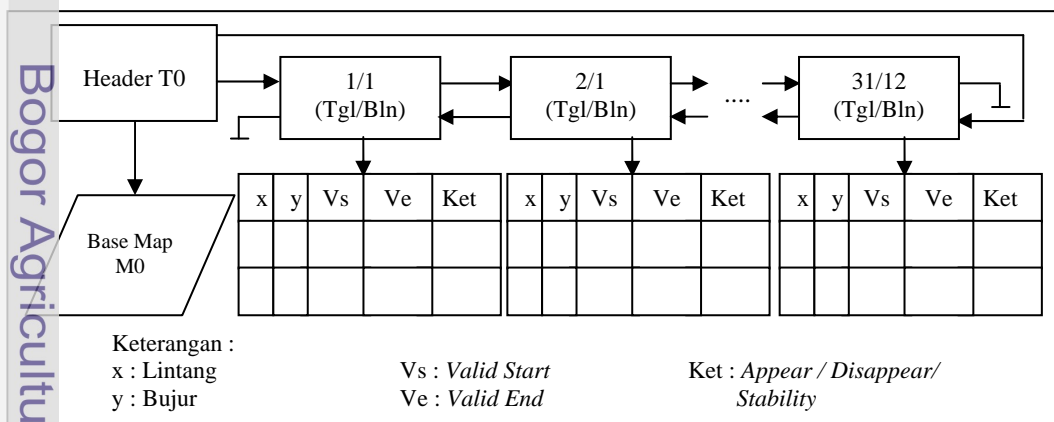 Bogor Agricultu
Header T0
1/1
(Tgl/Bln)
2/1
(Tgl/Bln)
....
31/12
(Tgl/Bln)
Base Map
M0
x y Vs Ve Ket
x y Vs Ve Ket
x y Vs Ve Ket
Keterangan :
x : Lintang
y : Bujur
Vs : Valid Start
Ve : Valid End
Ket : Appear / Disappear/
Stability